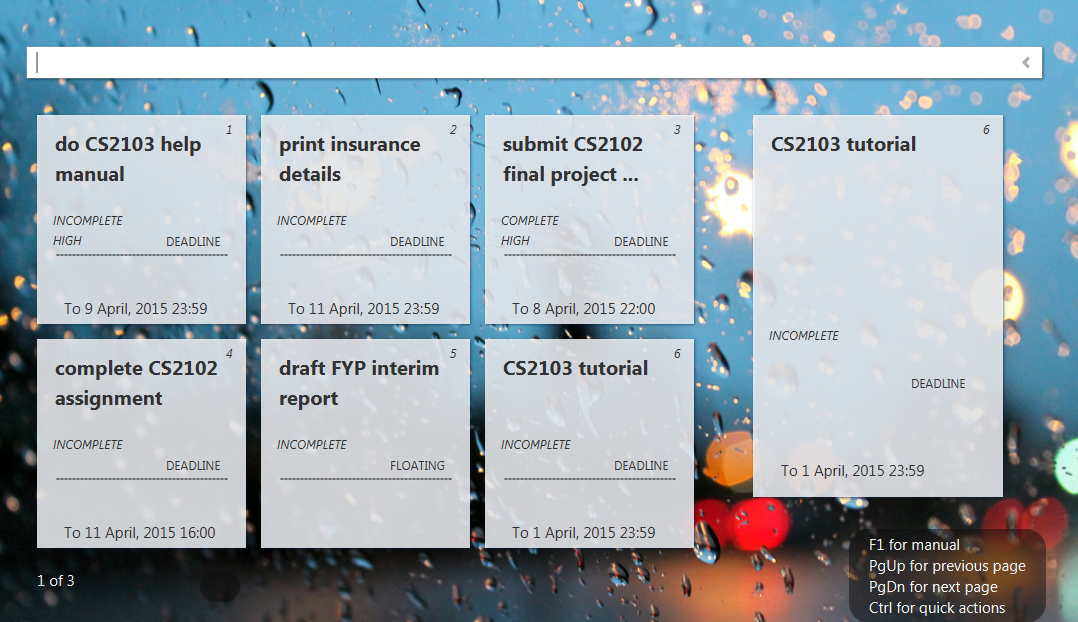 1
do CS2103 help
manual
INCOMPLETE
HIGH DEADLINE
To 9 April, 2015 23:59
2
print insurance
details
INCOMPLETE
DEADLINE
To 11 April, 2015 23:59
3
submit CS2102
final project ...
COMPLETE
HIGH DEADLINE
To 8 April, 2015 22:00
4
complete CS2102
assignment
INCOMPLETE
DEADLINE
To 11 April, 2015 16:00
5
draft FYP interim
report
INCOMPLETE
FLOATING
6
CS2103 tutorial
INCOMPLETE
DEADLINE
To 1 April, 2015 23:59
6
CS2103 tutorial
INCOMPLETE
DEADLINE
To 1 April, 2015 23:59
1 of 3
F1 for manual
PgUp for previous page
PgDn for next page
Ctrl for quick actions